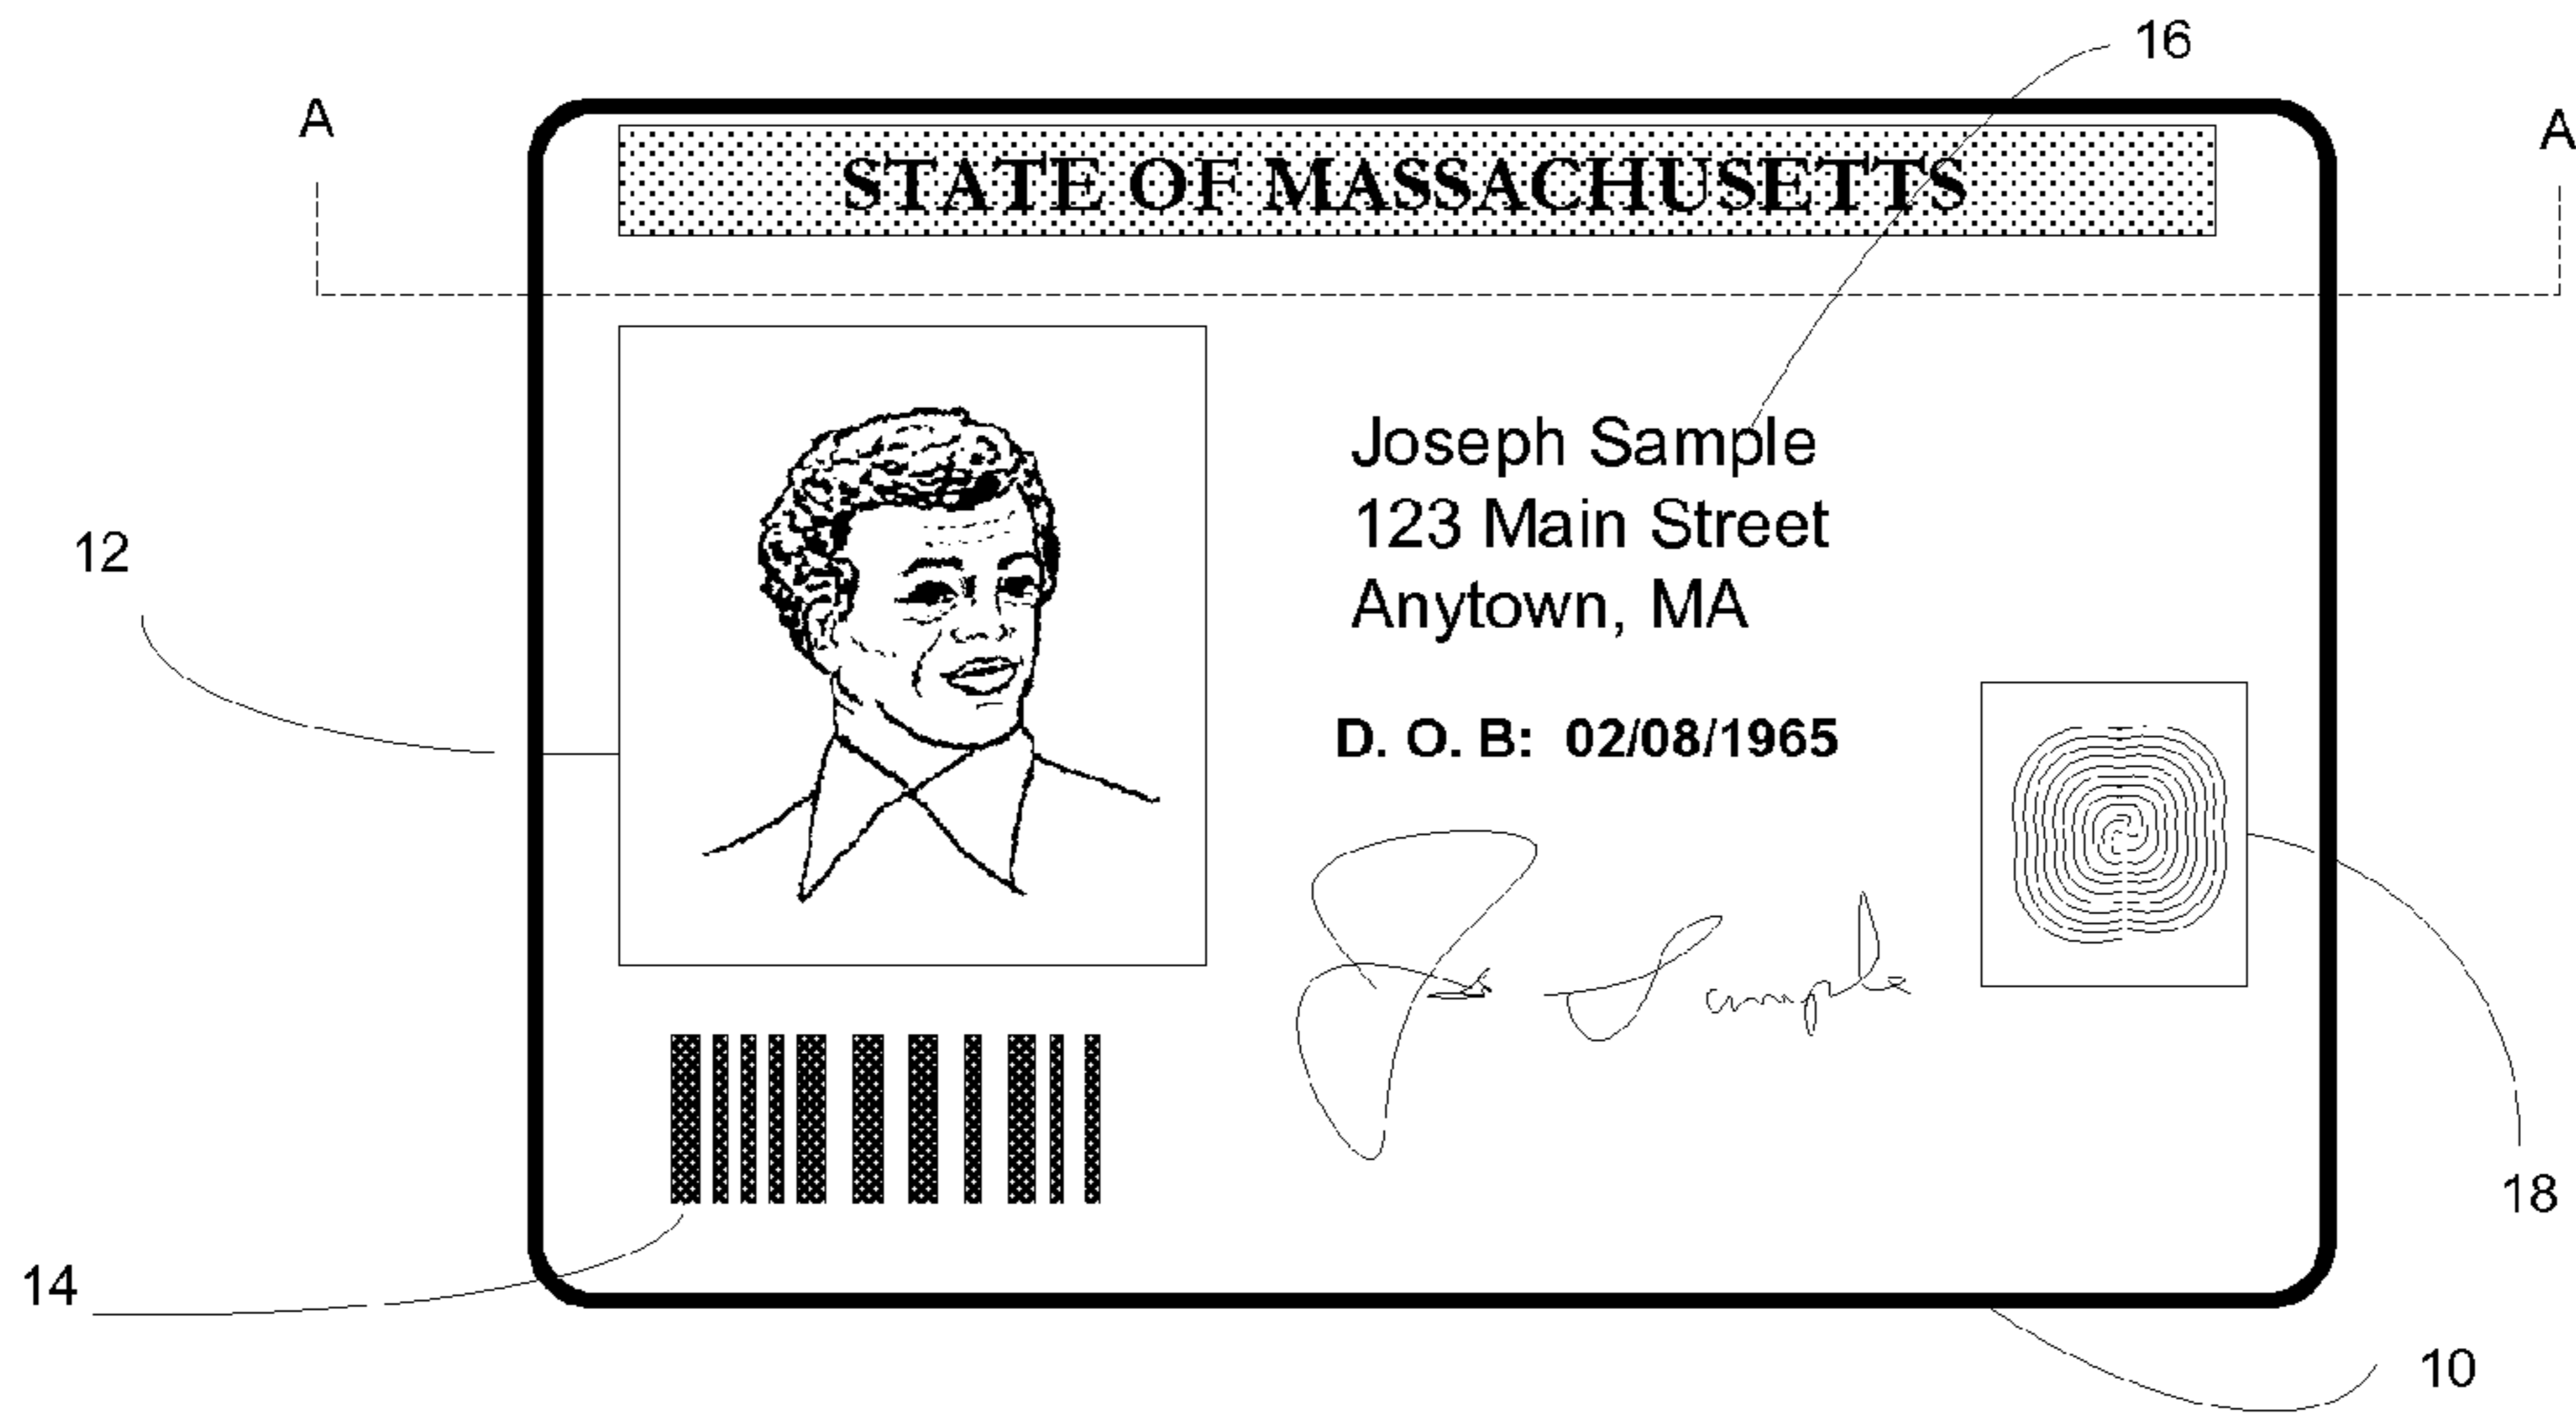 16
A A
STATE OF MASSACHUSETTS
Joseph Sample
12
123 Main Street
Anytown, MA
D. O. B: 02/08/1965
Joe Sample
18
14
10